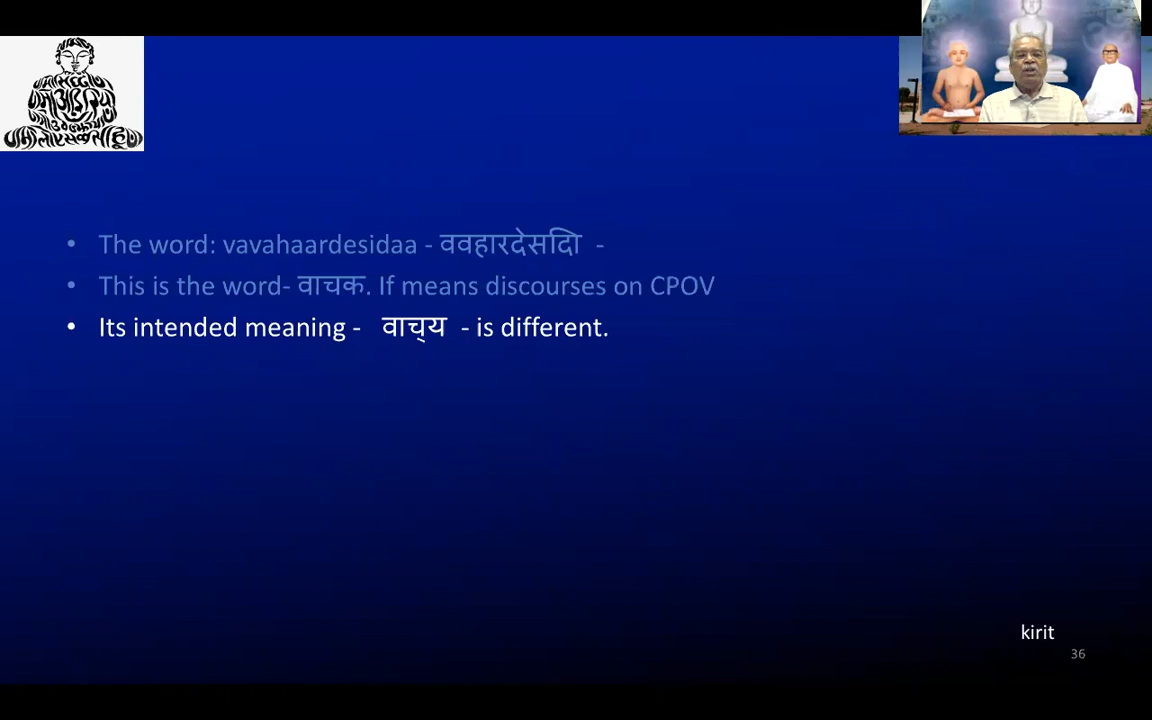 • The word: vavahaardesidaa - ववहारदेसिदा -
• This is the word- वाचक. If means discourses on CPOV
• Its intended meaning - वाच्य - is different.
kirit
36